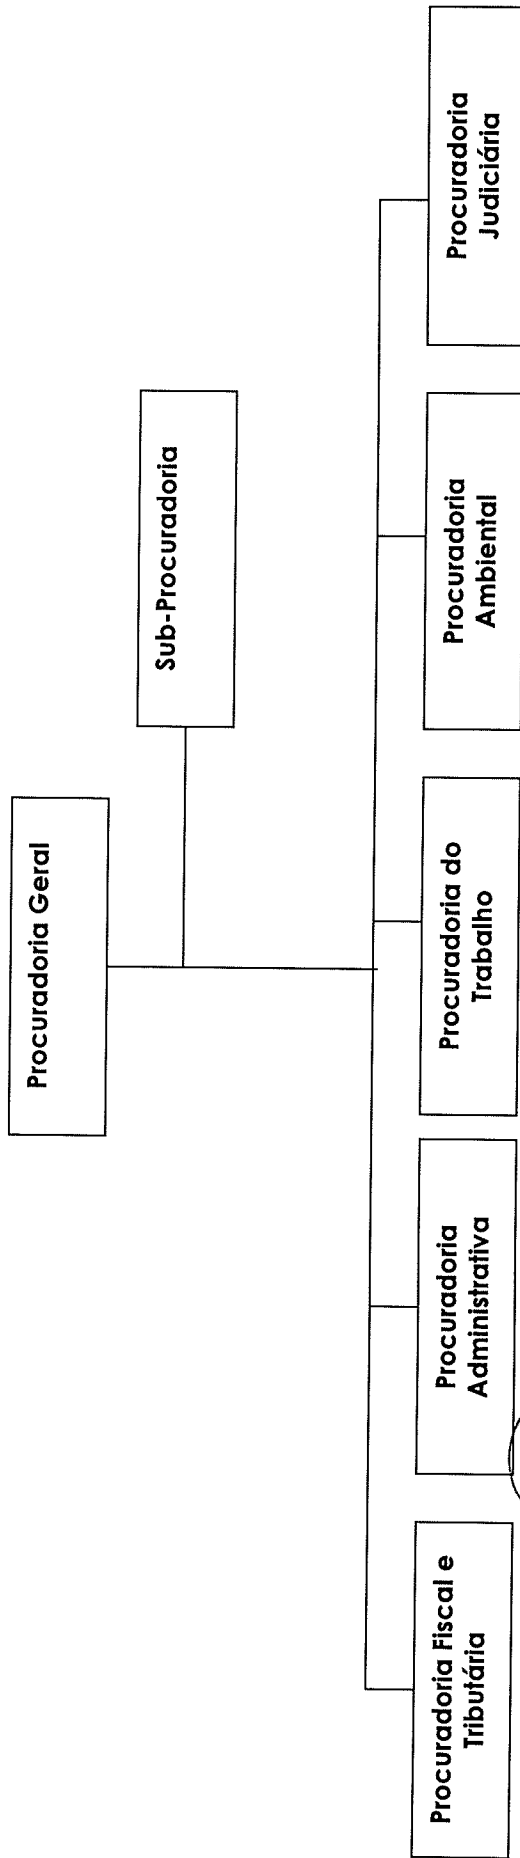 Procuradoria Geral
Sub-Procuradoria
Procuradoria Fiscal e
Tributária
Procuradoria
Administrativa
Procuradoria do
Trabalho
Procuradoria
Ambiental
Procuradoria
Judiciária